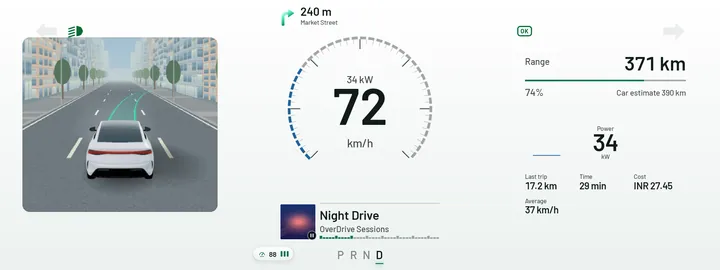 240 m
Market Street
34 kW
72
km/h
Night Drive
OverDrive Sessions
88
P R N D
OK
Range 371 km
74% Car estimate 390 km
Power
34
kW
Last trip Time Cost
17.2 km 29 min INR 27.45
Average
37 km/h